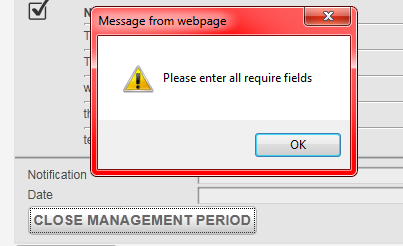 Message from webpage
Please enter all require fields
OK
Notification
Date
CLOSE MANAGEMENT PERIOD